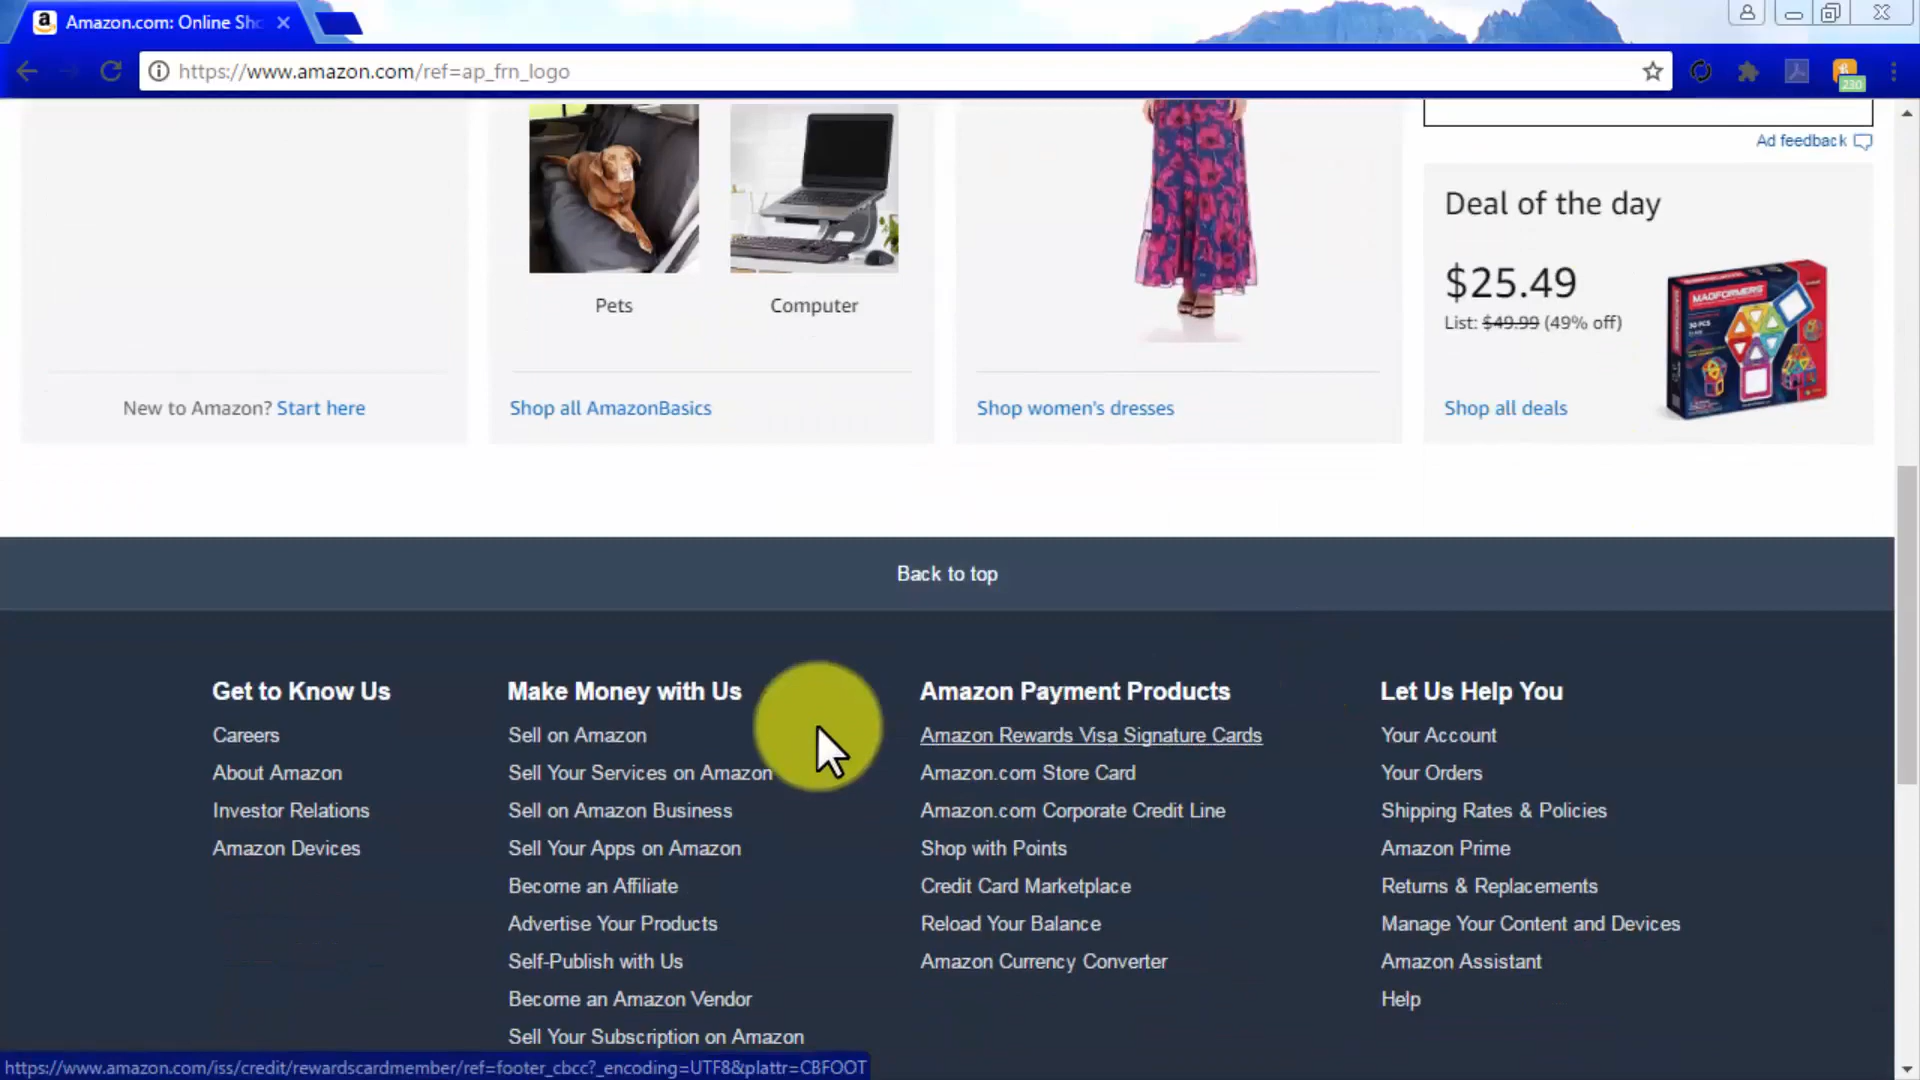 Amazon.com: Online Sho
https://www.amazon.com/ref=ap_frn_logo
230
Ad feedback
Pets
Computer
New to Amazon? Start here
Shop all AmazonBasics
Shop women's dresses
Deal of the day
$25.49
List: $49.99 (49% off)
MAGFORMERS
30 PCS
Shop all deals
Back to top
Get to Know Us
Careers
About Amazon
Investor Relations
Amazon Devices
Make Money with Us
Sell on Amazon
Sell Your Services on Amazon
Sell on Amazon Business
Sell Your Apps on Amazon
Become an Affiliate
Advertise Your Products
Self-Publish with Us
Become an Amazon Vendor
Sell Your Subscription on Amazon
Amazon Payment Products
Amazon Rewards Visa Signature Cards
Amazon.com Store Card
Amazon.com Corporate Credit Line
Shop with Points
Credit Card Marketplace
Reload Your Balance
Amazon Currency Converter
Let Us Help You
Your Account
Your Orders
Shipping Rates & Policies
Amazon Prime
Returns & Replacements
Manage Your Content and Devices
Amazon Assistant
Help
https://www.amazon.com/iss/credit/rewardscardmember/ref=footer_cbcc?_encoding=UTF8&plattr=CBFOOT